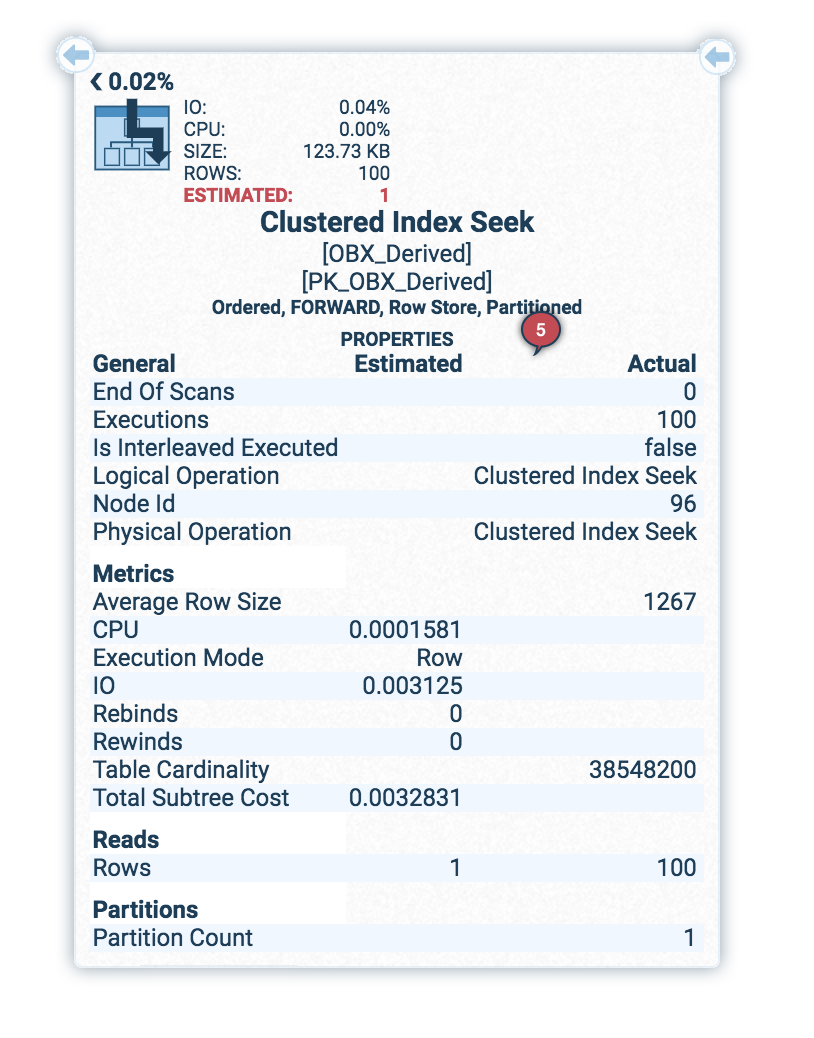 ❮ 0.02%
IO: 0.04%
CPU: 0.00%
SIZE: 123.73 KB
ROWS: 100
ESTIMATED: 1
Clustered Index Seek
[OBX_Derived]
[PK_OBX_Derived]
Ordered, FORWARD, Row Store, Partitioned
5
PROPERTIES
General Estimated Actual
End Of Scans 0
Executions 100
Is Interleaved Executed false
Logical Operation Clustered Index Seek
Node Id 96
Physical Operation Clustered Index Seek
Metrics
Average Row Size 1267
CPU 0.0001581
Execution Mode Row
IO 0.003125
Rebinds 0
Rewinds 0
Table Cardinality 38548200
Total Subtree Cost 0.0032831
Reads
Rows 1 100
Partitions
Partition Count 1